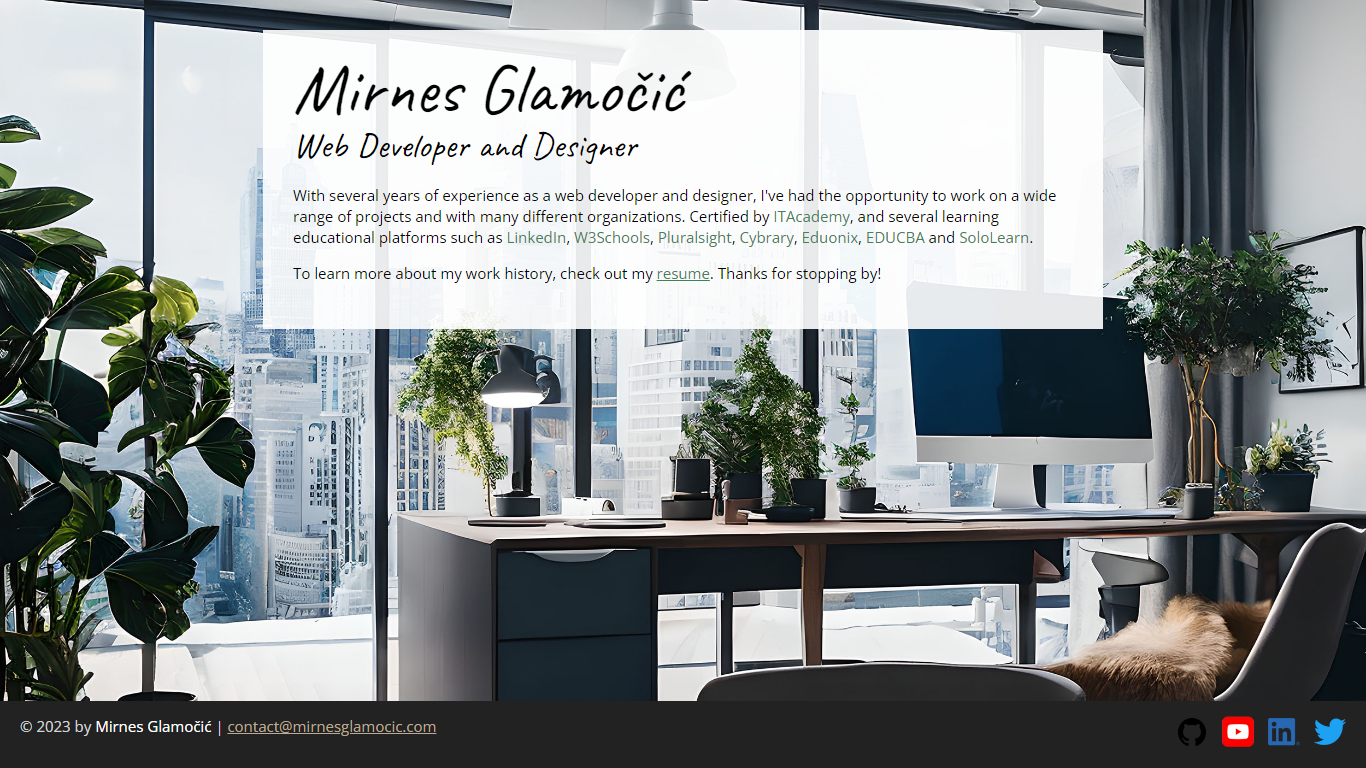 Mirnes Glamočić
Web Developer and Designer
With several years of experience as a web developer and designer, I've had the opportunity to work on a wide
range of projects and with many different organizations. Certified by ITAcademy, and several learning
educational platforms such as LinkedIn, W3Schools, Pluralsight, Cybrary, Eduonix, EDUCBA and SoloLearn.
To learn more about my work history, check out my resume. Thanks for stopping by!
© 2023 by Mirnes Glamočić | contact@mirnesglamocic.com
in